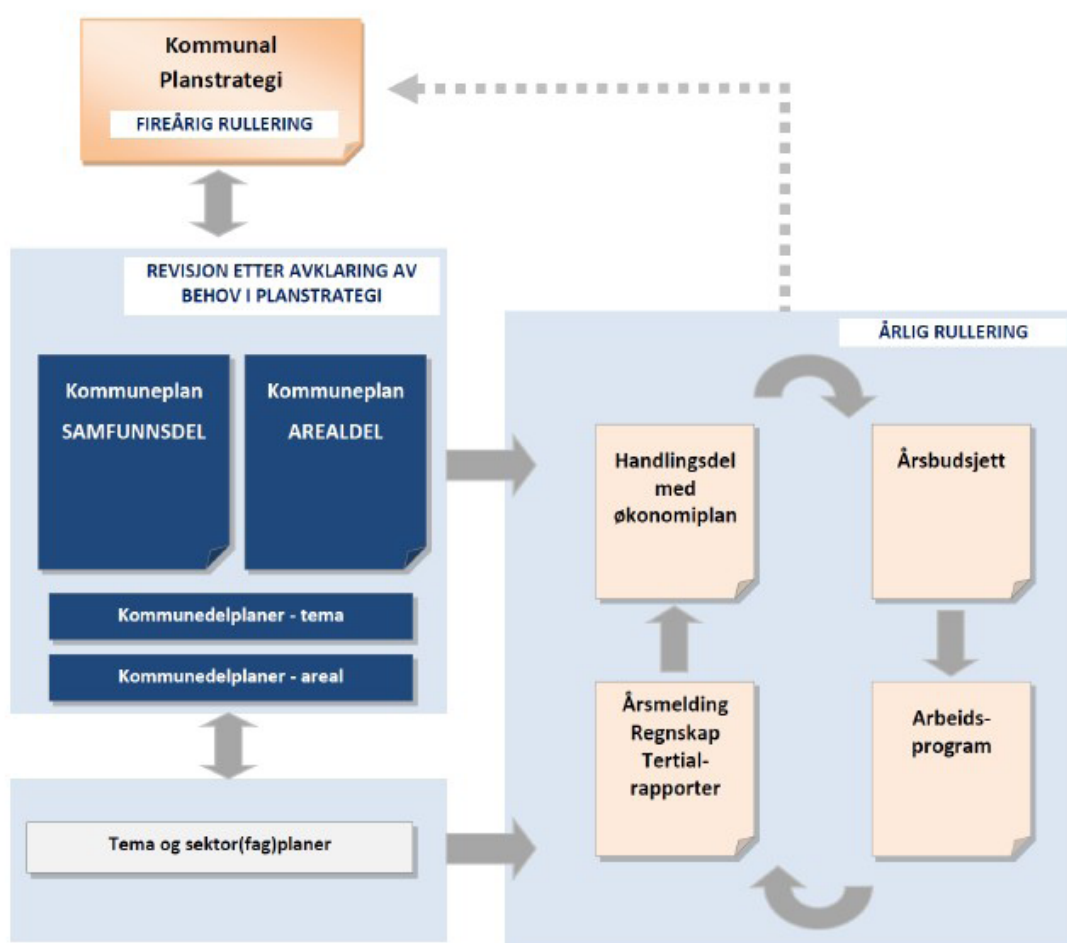 Kommunal
Planstrategi
FIREÅRIG RULLERING
REVISJON ETTER AVKLARING AV
BEHOV I PLANSTRATEGI
Kommuneplan
SAMFUNNSDEL
Kommuneplan
AREALDEL
Kommunedelplaner - tema
Kommunedelplaner - areal
Tema og sektor(fag)planer
ÅRLIG RULLERING
Handlingsdel
med
økonomiplan
Årsbudsjett
Årsmelding
Regnskap
Tertial-
rapporter
Arbeids-
program